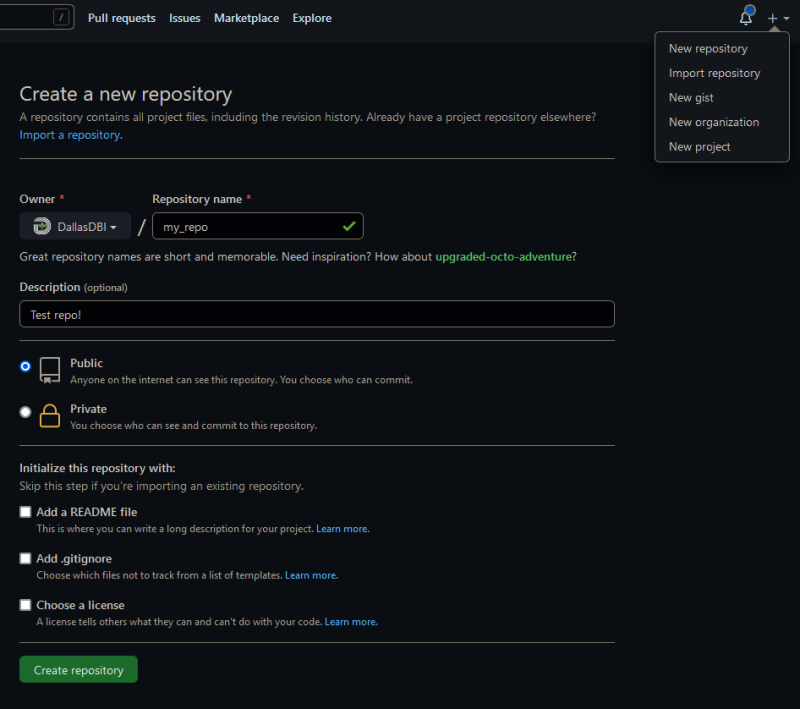 /
Pull requests Issues Marketplace Explore
New repository
Import repository
New gist
New organization
New project
Create a new repository
A repository contains all project files, including the revision history. Already have a project repository elsewhere?
Import a repository.
Owner * Repository name *
DallasDBI / my_repo
Great repository names are short and memorable. Need inspiration? How about upgraded-octo-adventure?
Description (optional)
Test repo!
Public
Anyone on the internet can see this repository. You choose who can commit.
Private
You choose who can see and commit to this repository.
Initialize this repository with:
Skip this step if you're importing an existing repository.
Add a README file
This is where you can write a long description for your project. Learn more.
Add .gitignore
Choose which files not to track from a list of templates. Learn more.
Choose a license
A license tells others what they can and can't do with your code. Learn more.
Create repository